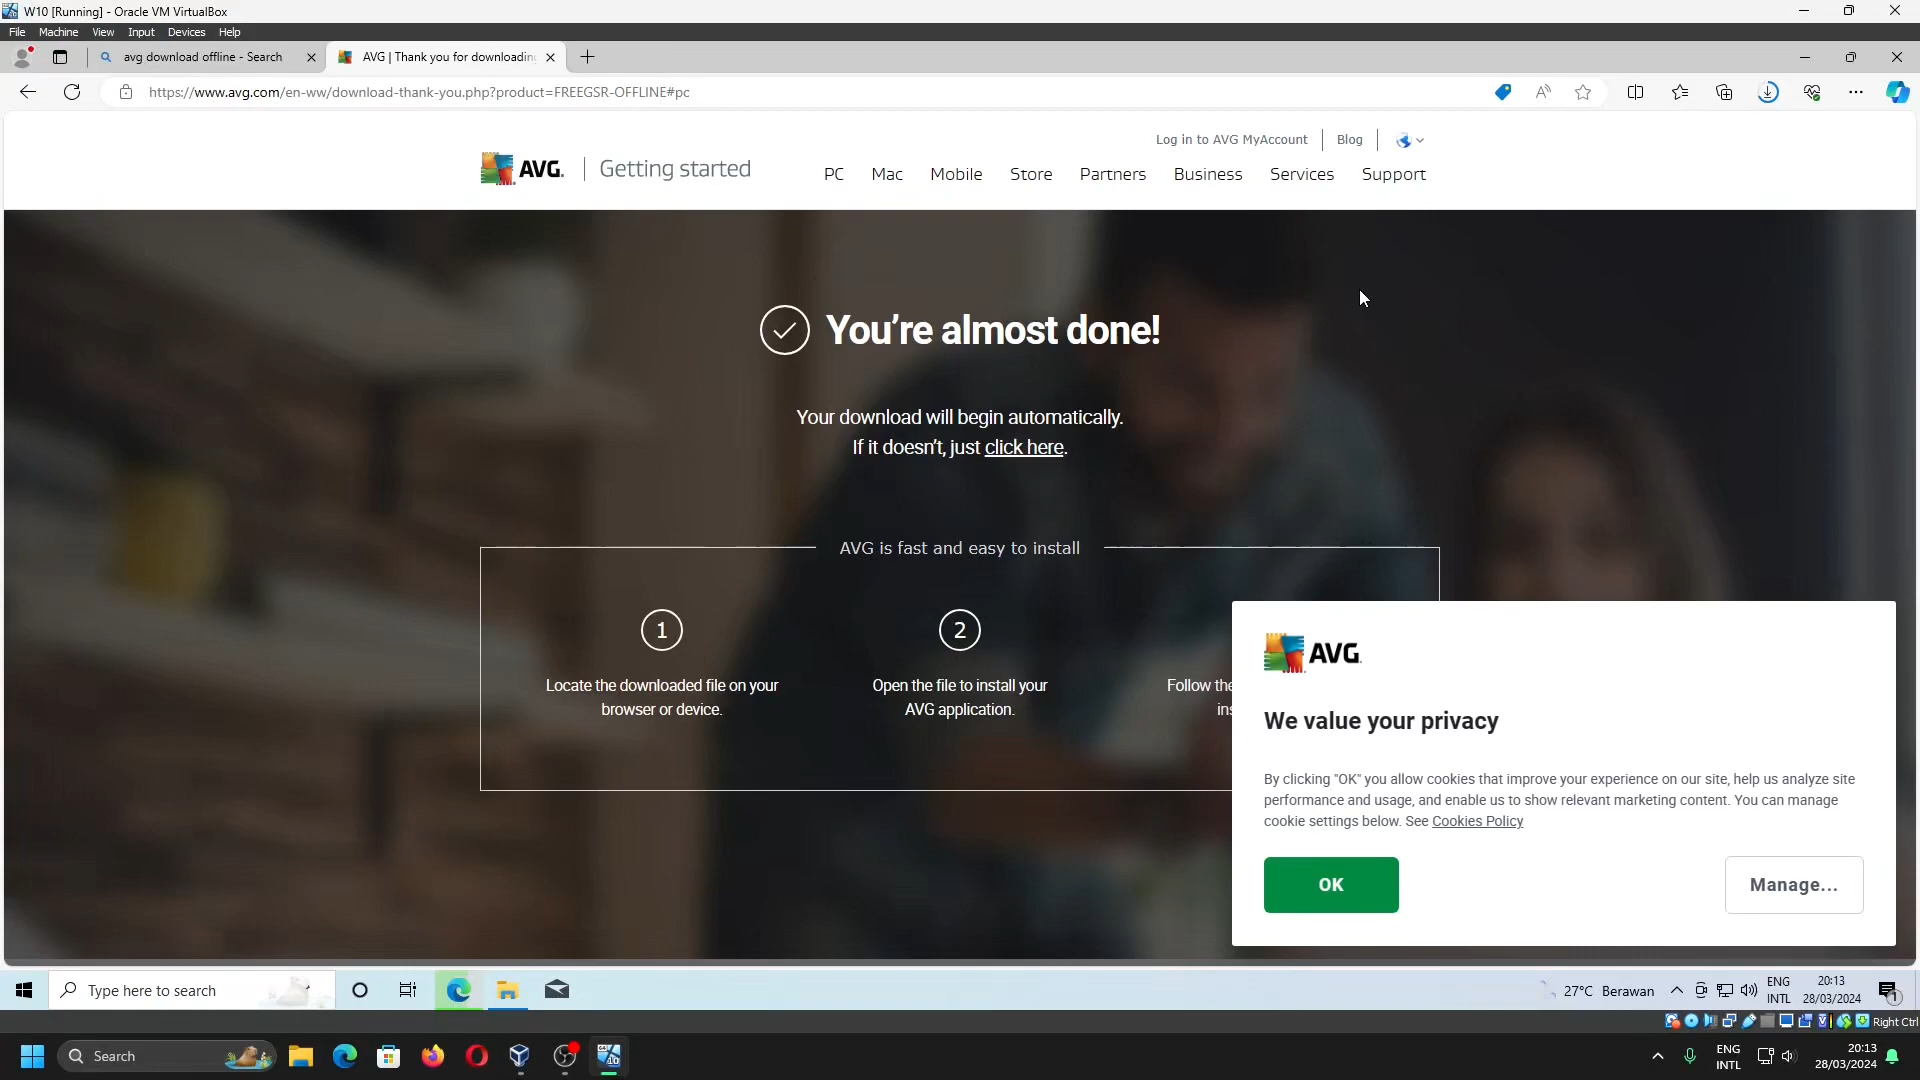 W10 [Running] - Oracle VM VirtualBox
File Machine View Input Devices Help
avg download offline - Search
AVG | Thank you for downloading
https://www.avg.com/en-ww/download-thank-you.php?product=FREEGSR-OFFLINE#pc
Log in to AVG MyAccount Blog
AVG. Getting started
PC Mac Mobile Store Partners Business Services Support
You're almost done!
Your download will begin automatically.
If it doesn't, just click here.
AVG is fast and easy to install
1
2
Locate the downloaded file on your
browser or device.
Open the file to install your
AVG application.
Follow the
AVG.
We value your privacy
By clicking "OK" you allow cookies that improve your experience on our site, help us analyze site
performance and usage, and enable us to show relevant marketing content. You can manage
cookie settings below. See Cookies Policy
OK
Manage...
Type here to search
27°C Berawan
ENG
INTL
20:13
28/03/2024
1
Right Ctrl
Search
10
ENG
INTL
20:13
28/03/2024